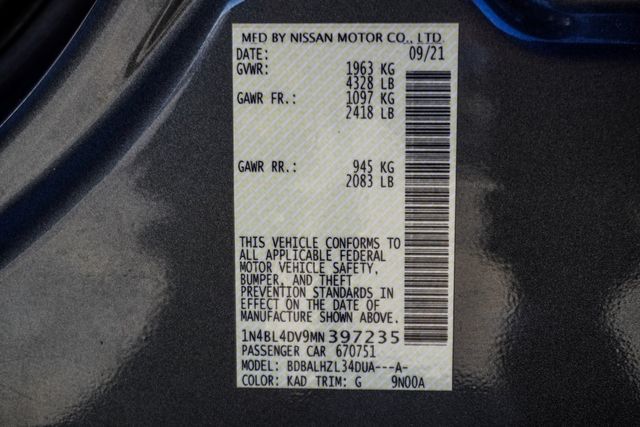 MFD BY NISSAN MOTOR CO., LTD.
DATE: 09/21
GVWR: 1963 KG
4328 LB
GAWR FR.: 1097 KG
2418 LB
GAWR RR.: 945 KG
2083 LB
THIS VEHICLE CONFORMS TO
ALL APPLICABLE FEDERAL
MOTOR VEHICLE SAFETY,
BUMPER, AND THEFT
PREVENTION STANDARDS IN
EFFECT ON THE DATE OF
MANUFACTURE SHOWN ABOVE.
1N4BL4DV9MN 397235
PASSENGER CAR 670751
MODEL: BDBALHZL34DUA---A-
COLOR: KAD TRIM: G 9N00A